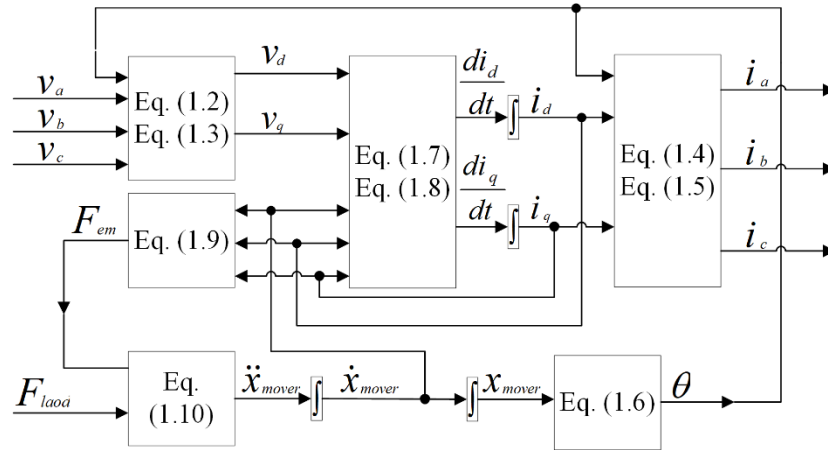 v_a
v_b
v_c
Eq. (1.2)
Eq. (1.3)
v_d
v_q
Eq. (1.7)
Eq. (1.8)
di_d
dt
∫
i_d
di_q
dt
∫
i_q
Eq. (1.4)
Eq. (1.5)
i_a
i_b
i_c
F_em
Eq. (1.9)
F_laod
Eq.
(1.10)
ẍ_mover
∫
ẋ_mover
∫
x_mover
Eq. (1.6)
θ